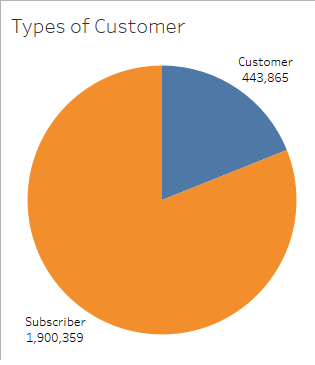 Types of Customer
Customer
443,865
Subscriber
1,900,359